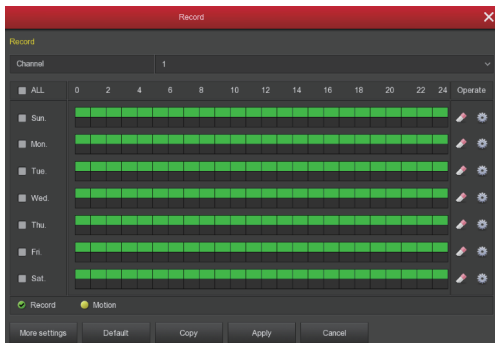 Record
Record
Channel 1
ALL 0 2 4 6 8 10 12 14 16 18 20 22 24 Operate
Sun.
Mon.
Tue.
Wed.
Thu.
Fri.
Sat.
Record Motion
More settings Default Copy Apply Cancel